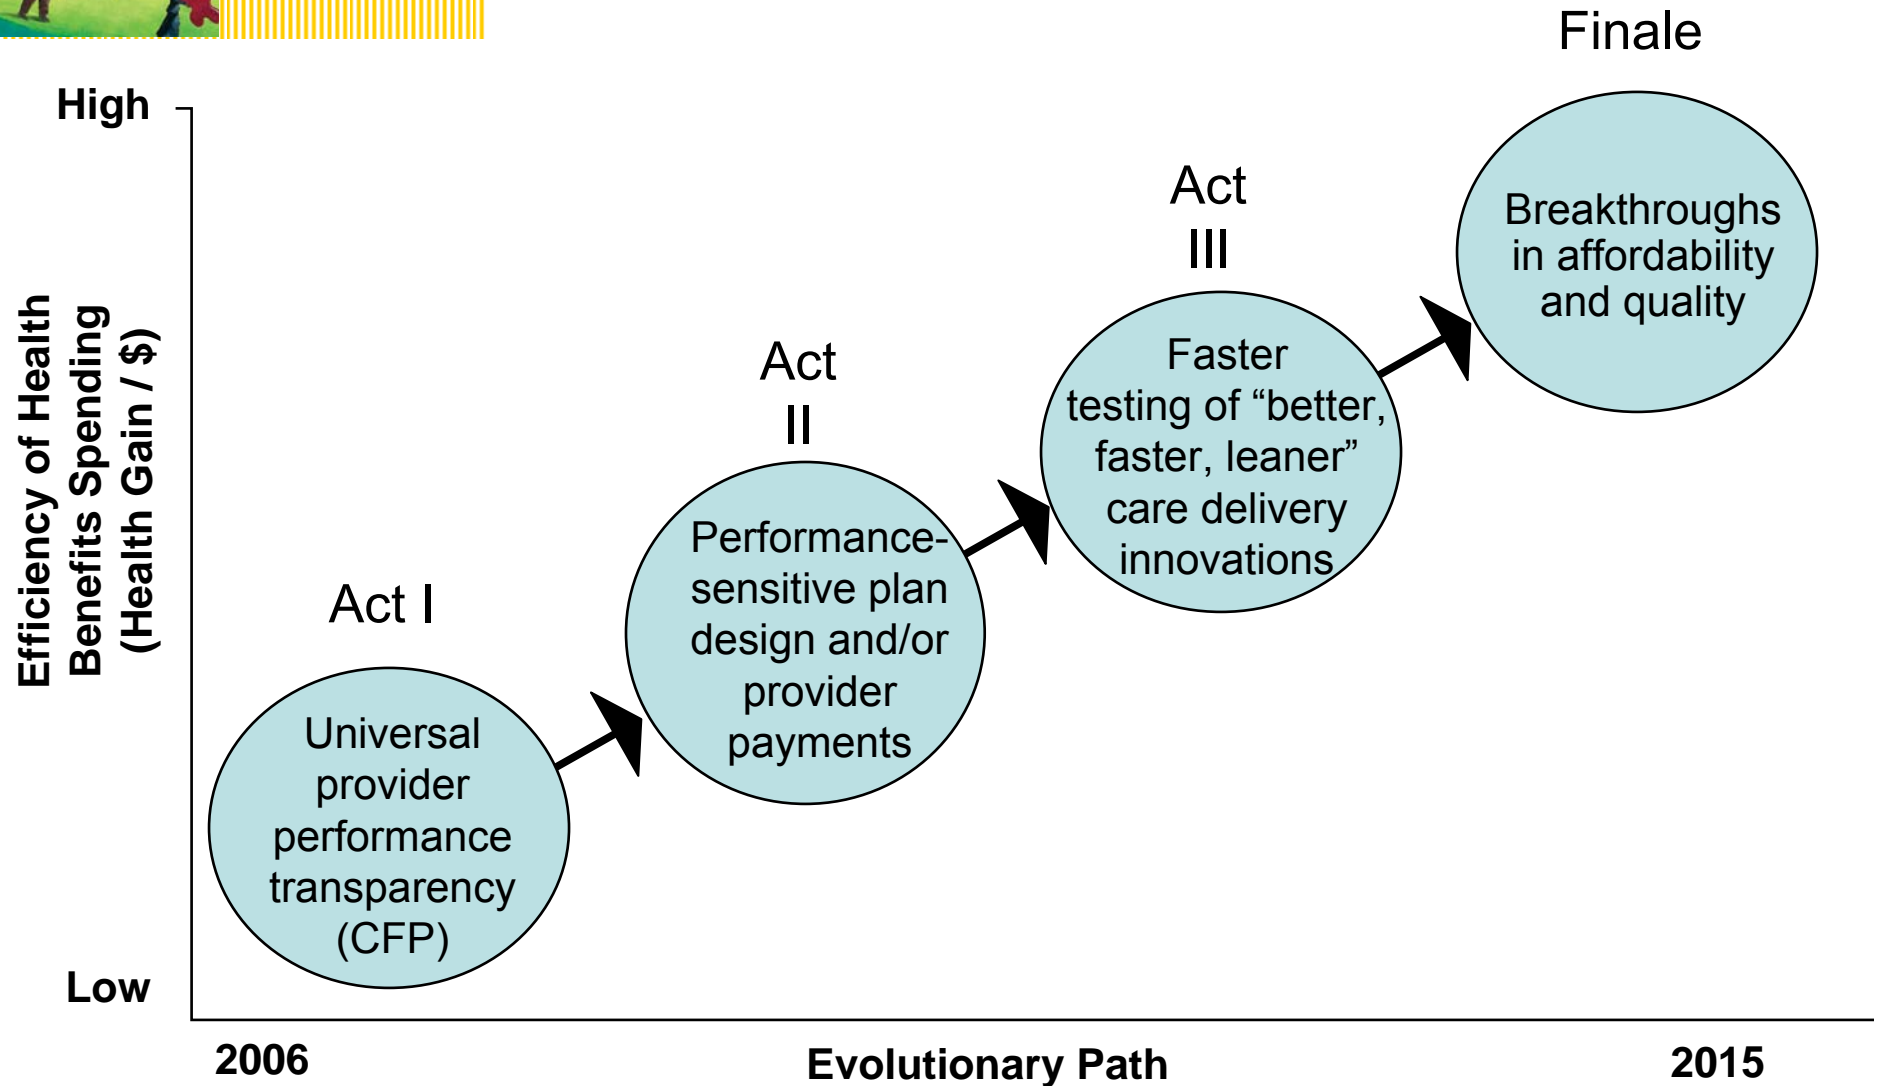 Finale
High
Breakthroughs
in affordability
and quality
Act
III
Faster
testing of “better,
faster, leaner”
care delivery
innovations
Act
II
Performance-
sensitive plan
design and/or
provider
payments
Act I
Universal
provider
performance
transparency
(CFP)
Efficiency of Health
Benefits Spending
(Health Gain / $)
Low
2006
Evolutionary Path
2015